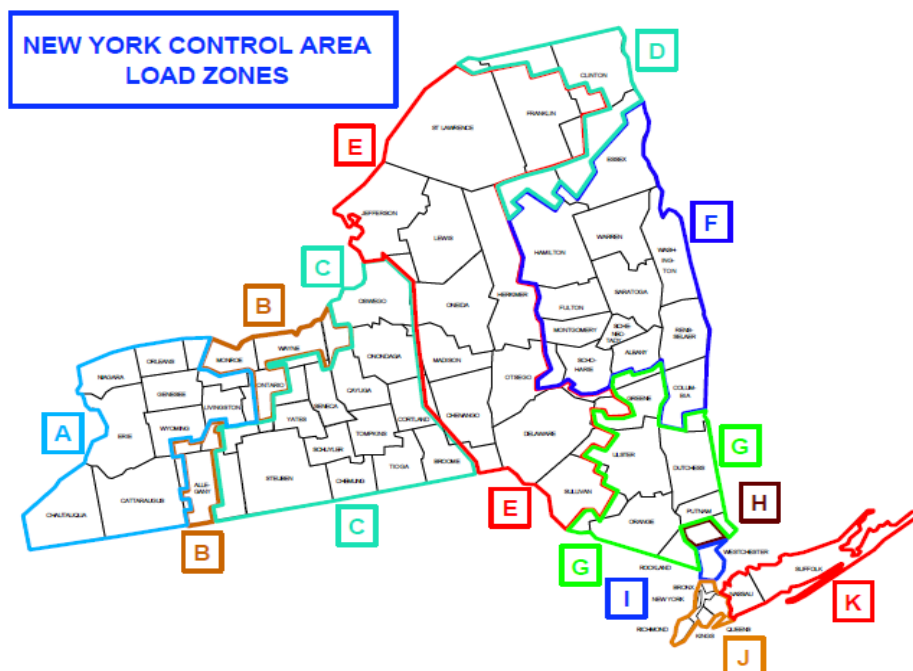 NEW YORK CONTROL AREA
LOAD ZONES
D
CLINTON
FRANKLIN
ST LAWRENCE
E
ESSEX
JEFFERSON
F
LEWIS
HAMILTON
WARREN
WASH
ING-
TON
C
B
OSWEGO
HERKIMER
ONEIDA
SARATOGA
FULTON
MONTGOMERY
SCHE-
NEC-
TADY
RENS-
SELAER
ORLEANS
MONROE
WAYNE
NIAGARA
ONONDAGA
MADISON
SCHO-
HARIE
ALBANY
GENESEE
ONTARIO
OTSEGO
LIVINGSTON
CAYUGA
SENECA
GREENE
COLUM-
BIA
A
ERIE
WYOMING
YATES
CORTLAND
CHENANGO
TOMPKINS
DELAWARE
SCHUYLER
ULSTER
G
ALLE-
GANY
STEUBEN
CHEMUNG
TIOGA
BROOME
DUTCHESS
CATTARAUGUS
SULLIVAN
H
CHAUTAUQUA
E
ORANGE
PUTNAM
C
B
WESTCHESTER
G
ROCKLAND
SUFFOLK
I
BRONX
NEW YORK
NASSAU
K
RICHMOND
KINGS
QUEENS
J